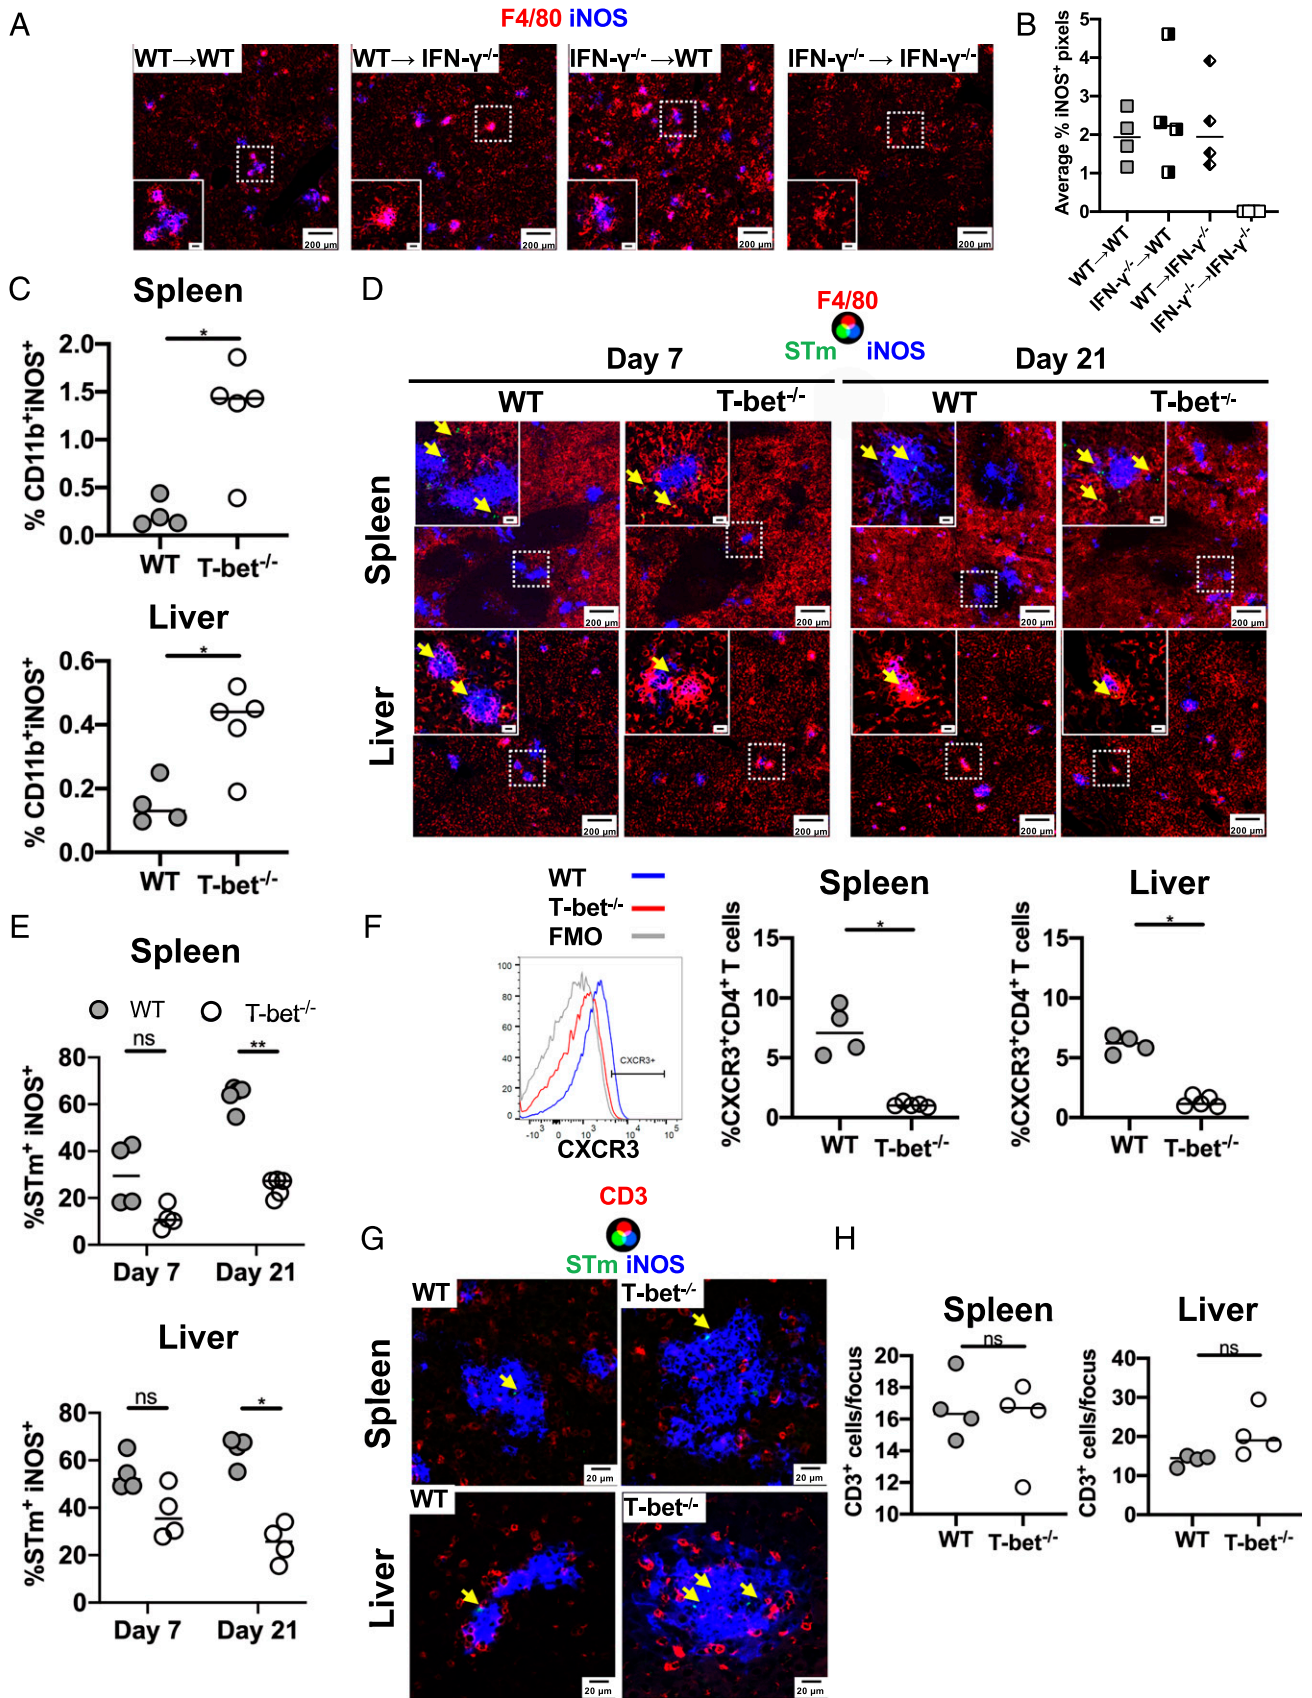 A
F4/80 iNOS
WT→WT
WT→ IFN-γ-/-
IFN-γ-/- →WT
IFN-γ-/- → IFN-γ-/-
200 μm
200 μm
200 μm
200 μm
B
Average % iNOS+ pixels
5
4
3
2
1
0
WT→WT
IFN-γ-/-→WT
WT→IFN-γ-/-
IFN-γ-/-→IFN-γ-/-
C
Spleen
% CD11b+iNOS+
2.0
1.5
1.0
0.5
0.0
*
WT
T-bet-/-
Liver
% CD11b+iNOS+
0.6
0.4
0.2
0.0
*
WT
T-bet-/-
D
F4/80
STm iNOS
Day 7
Day 21
WT
T-bet-/-
WT
T-bet-/-
Spleen
200 μm
200 μm
200 μm
200 μm
Liver
200 μm
200 μm
200 μm
200 μm
E
Spleen
WT
T-bet-/-
%STm+ iNOS+
80
60
40
20
0
ns
**
Day 7
Day 21
Liver
%STm+ iNOS+
80
60
40
20
0
ns
*
Day 7
Day 21
F
WT
T-bet-/-
FMO
100
80
60
40
20
0
CXCR3+
-10 3
0
10 3
10 4
10 5
CXCR3
Spleen
%CXCR3+CD4+ T cells
15
10
5
0
*
WT
T-bet-/-
Liver
%CXCR3+CD4+ T cells
15
10
5
0
*
WT
T-bet-/-
G
CD3
STm iNOS
Spleen
WT
T-bet-/-
20 μm
20 μm
Liver
WT
T-bet-/-
20 μm
20 μm
H
Spleen
CD3+ cells/focus
20
18
16
14
12
10
ns
WT
T-bet-/-
Liver
CD3+ cells/focus
40
30
20
10
0
ns
WT
T-bet-/-